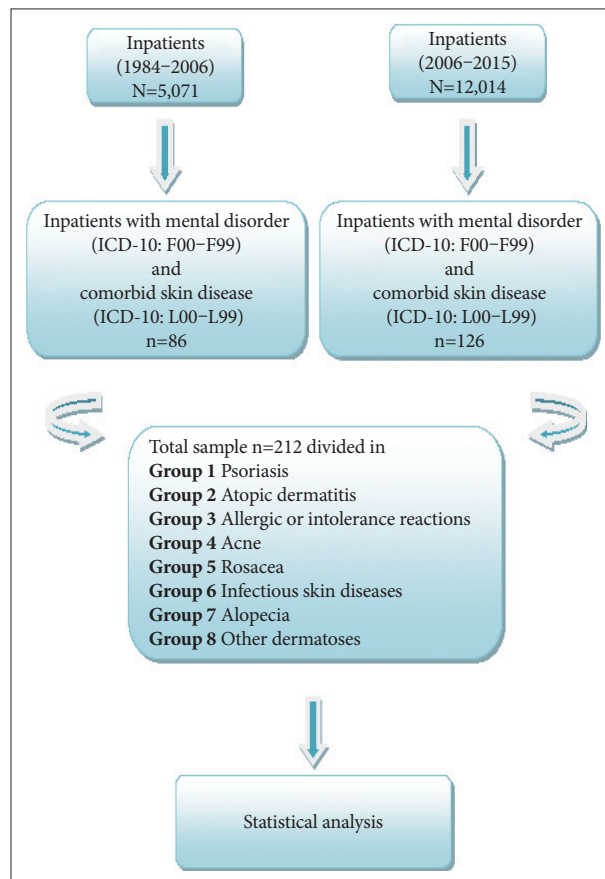 Inpatients
(1984−2006)
N=5,071
Inpatients
(2006−2015)
N=12,014
Inpatients with mental disorder
(ICD-10: F00−F99)
and
comorbid skin disease
(ICD-10: L00−L99)
n=86
Inpatients with mental disorder
(ICD-10: F00−F99)
and
comorbid skin disease
(ICD-10: L00−L99)
n=126
Total sample n=212 divided in
Group 1 Psoriasis
Group 2 Atopic dermatitis
Group 3 Allergic or intolerance reactions
Group 4 Acne
Group 5 Rosacea
Group 6 Infectious skin diseases
Group 7 Alopecia
Group 8 Other dermatoses
Statistical analysis